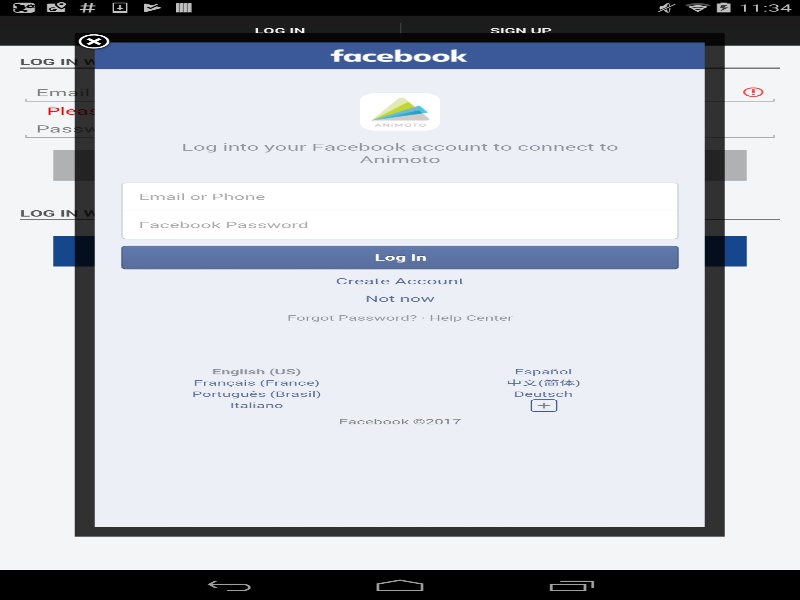 11:34
LOG IN
SIGN UP
LOG IN W
facebook
Email
Pleas
Passw
ANIMOTO
Log into your Facebook account to connect to
Animoto
Email or Phone
Facebook Password
LOG IN W
Log In
Create Account
Not now
Forgot Password? · Help Center
English (US)
Español
Français (France)
中文(简体)
Português (Brasil)
Deutsch
Italiano
Facebook ©2017